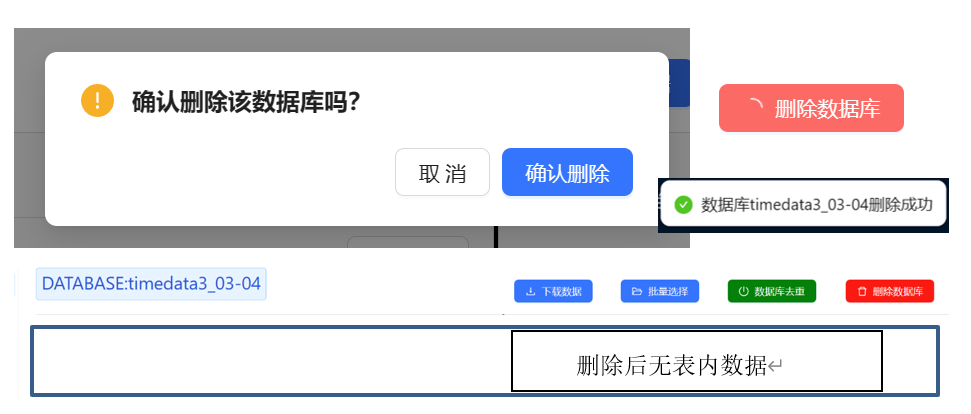 确认删除该数据库吗?
取 消
确认删除
删除数据库
数据库timedata3_03-04删除成功
DATABASE:timedata3_03-04
下载数据
批量选择
数据库去重
删除数据库
删除后无表内数据↵